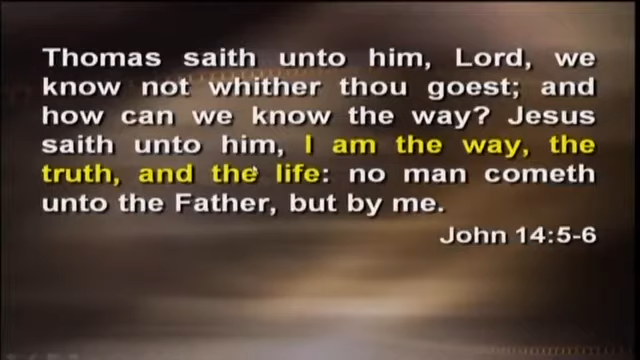 Thomas saith unto him, Lord, we
know not whither thou goest; and
how can we know the way? Jesus
saith unto him, I am the way, the
truth, and the life: no man cometh
unto the Father, but by me.
John 14:5-6